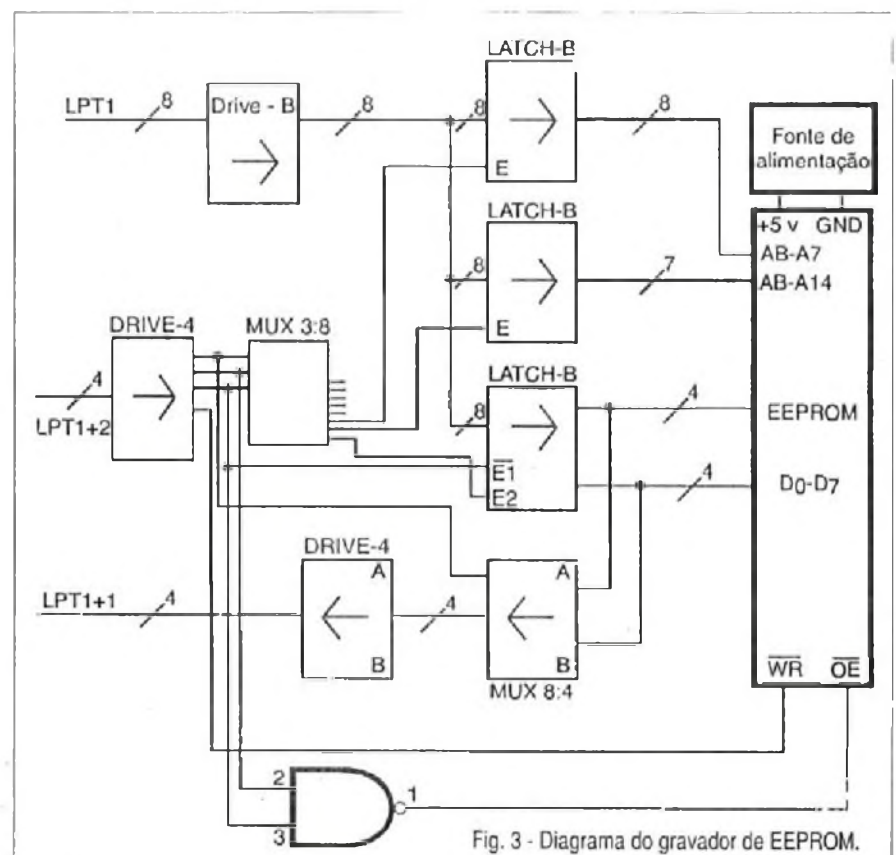 LATCH-B
LPT1
8
Drive - B
8
8
8
E
Fonte de
alimentação
+5 v GND
AB-A7
AB-A14
LATCH-B
8
7
E
DRIVE-4
MUX 3:8
4
LPT1+2
LATCH-B
8
4
EEPROM
E1
E2
4
D0-D7
DRIVE-4
A
B
LPT1+1
4
4
A
B
MUX 8:4
WR OE
2
3
1
Fig. 3 - Diagrama do gravador de EEPROM.